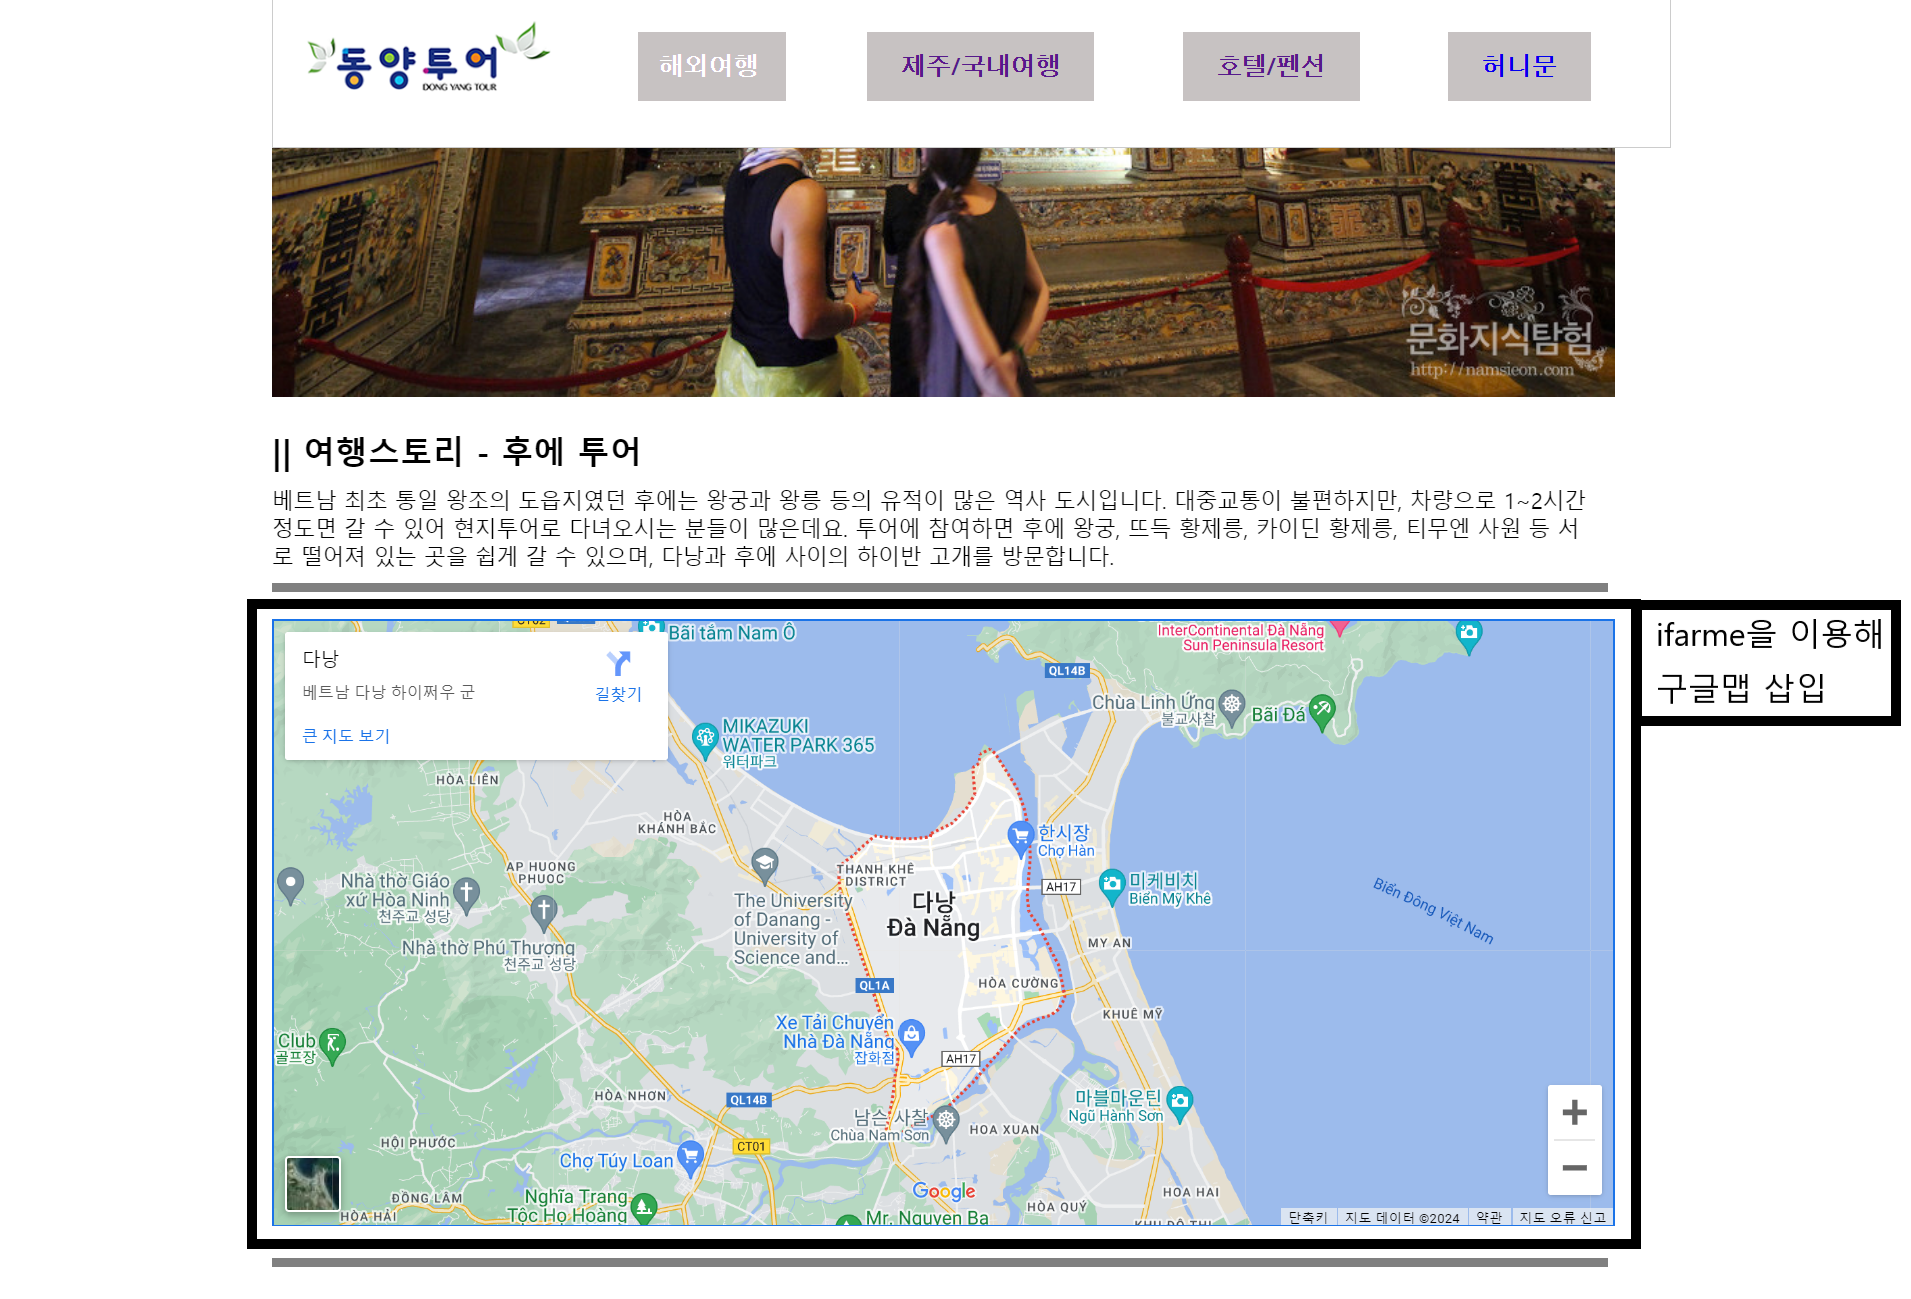 동양투어
DONG YANG TOUR
해외여행
제주/국내여행
호텔/펜션
허니문
문화지식탐험
http://namsieon.com
|| 여행스토리 - 후에 투어
베트남 최초 통일 왕조의 도읍지였던 후에는 왕궁과 왕릉 등의 유적이 많은 역사 도시입니다. 대중교통이 불편하지만, 차량으로 1~2시간
정도면 갈 수 있어 현지투어로 다녀오시는 분들이 많은데요. 투어에 참여하면 후에 왕궁, 뜨득 황제릉, 카이딘 황제릉, 티무엔 사원 등 서
로 떨어져 있는 곳을 쉽게 갈 수 있으며, 다낭과 후에 사이의 하이반 고개를 방문합니다.
ifarme을 이용해
구글맵 삽입
다낭
베트남 다낭 하이쩌우 군
길찾기
큰 지도 보기
CT02
Bãi tắm Nam Ô
InterContinental Đà Nẵng
Sun Peninsula Resort
QL14B
Chùa Linh Ứng
불교사찰
Bãi Đá
MIKAZUKI
WATER PARK 365
워터파크
HÒA LIÊN
HÒA
KHÁNH BẮC
한시장
Chợ Hàn
AP HUONG
PHUOC
THANH KHÊ
DISTRICT
Nhà thờ Giáo
xứ Hòa Ninh
천주교 성당
AH17
미케비치
Biển Mỹ Khê
Biển Đông Việt Nam
The University
of Danang -
University of
Science and...
다낭
Đà Nẵng
Nhà thờ Phú Thượng
천주교 성당
MY AN
QL1A
HÒA CƯỜNG
KHUÊ MỸ
Xe Tải Chuyển
Nhà Đà Nẵng
잡화점
Club
골프장
AH17
HÒA NHƠN
QL14B
마블마운틴
Ngũ Hành Sơn
남슨 사찰
Chùa Nam Sơn
HOA XUAN
HỘI PHƯỚC
CT01
Chợ Túy Loan
Google
HOA HAI
ĐỒNG LÂM
Nghĩa Trang
Tộc Họ Hoàng
HÒA HẢI
Mr. Nguyen Ba
HÒA QUÝ
KHU ĐÔ THỊ
단축키
지도 데이터 ©2024
약관
지도 오류 신고